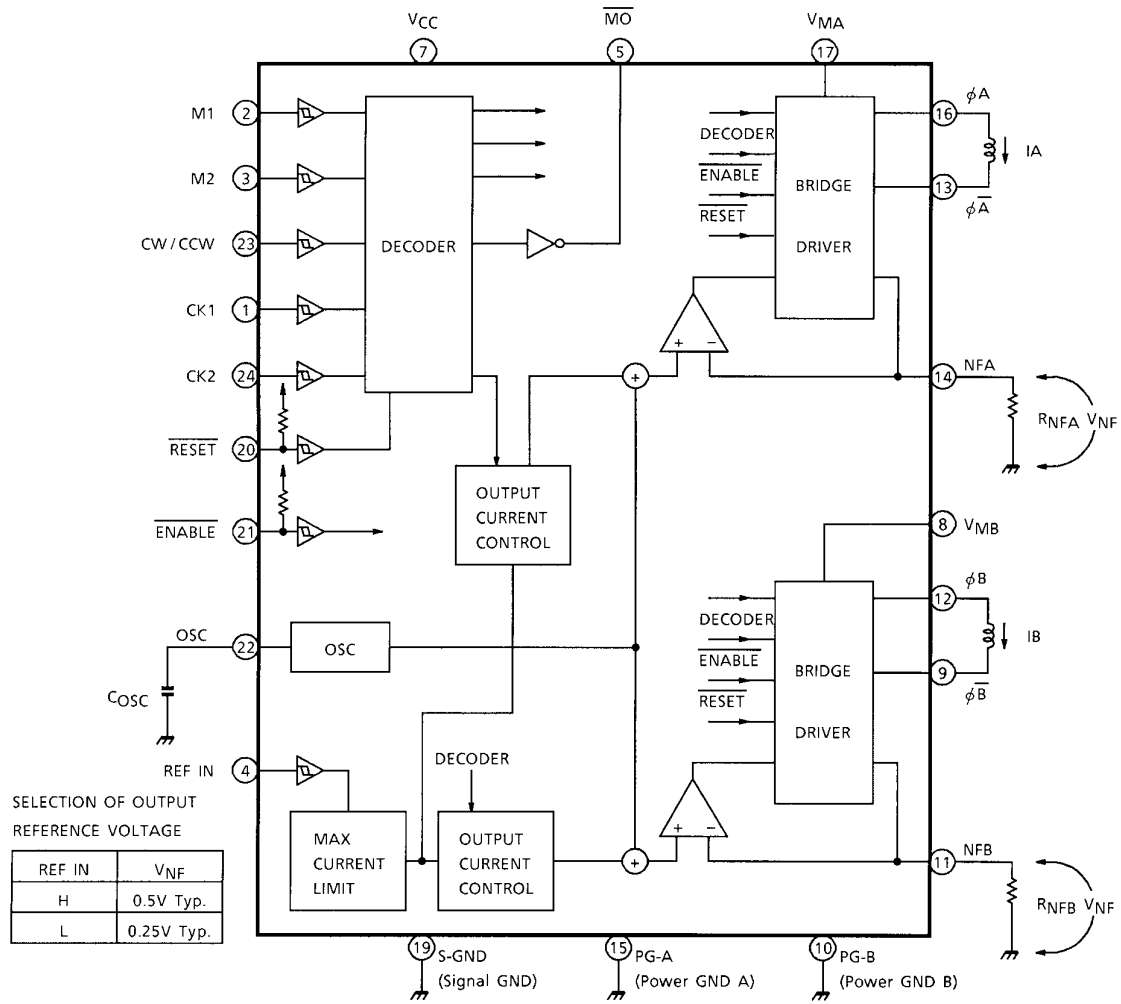 VCC
MO
VMA
7
5
17
M1
2
M2
3
CW / CCW
23
CK1
1
CK2
24
RESET
20
ENABLE
21
DECODER
DECODER
ENABLE
RESET
BRIDGE
DRIVER
16
φA
IA
13
φA
+
−
+
14
NFA
RNFA
VNF
OUTPUT
CURRENT
CONTROL
8
VMB
OSC
22
OSC
COSC
DECODER
ENABLE
RESET
BRIDGE
DRIVER
12
φB
IB
9
φB
REF IN
4
DECODER
MAX
CURRENT
LIMIT
OUTPUT
CURRENT
CONTROL
+
+
−
11
NFB
RNFB
VNF
SELECTION OF OUTPUT
REFERENCE VOLTAGE
REF IN VNF
H 0.5V Typ.
L 0.25V Typ.
19
S-GND
(Signal GND)
15
PG-A
(Power GND A)
10
PG-B
(Power GND B)